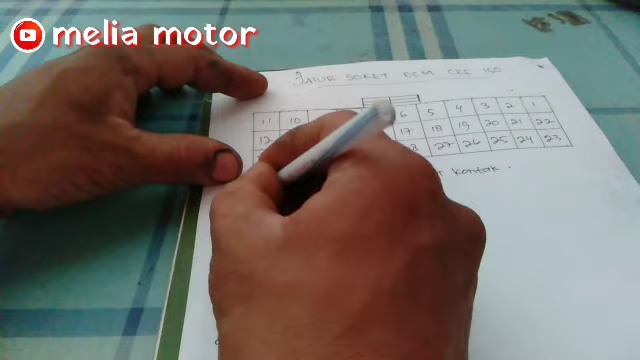 melia motor
JALUR SOKET ECM CRF 150
11 10 6 5 4 3 2 1
12 17 18 19 20 21 22
27 26 25 24 23
kontak.